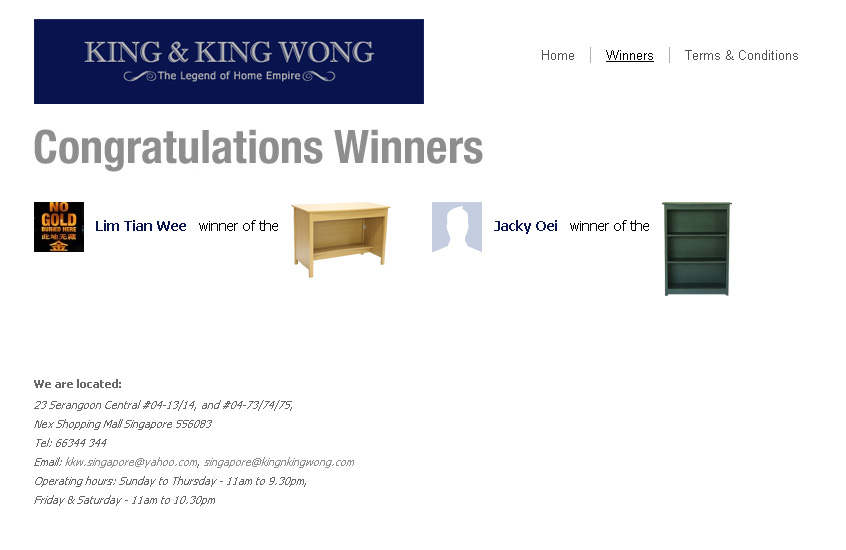 KING & KING WONG
The Legend of Home Empire
Home
Winners
Terms & Conditions
Congratulations Winners
NO
GOLD
BURIED HERE
此地无藏
金
Lim Tian Wee winner of the
Jacky Oei winner of the
We are located:
23 Serangoon Central #04-13/14, and #04-73/74/75,
Nex Shopping Mall Singapore 556083
Tel: 66344 344
Email: kkw.singapore@yahoo.com, singapore@kingnkingwong.com
Operating hours: Sunday to Thursday - 11am to 9.30pm,
Friday & Saturday - 11am to 10.30pm